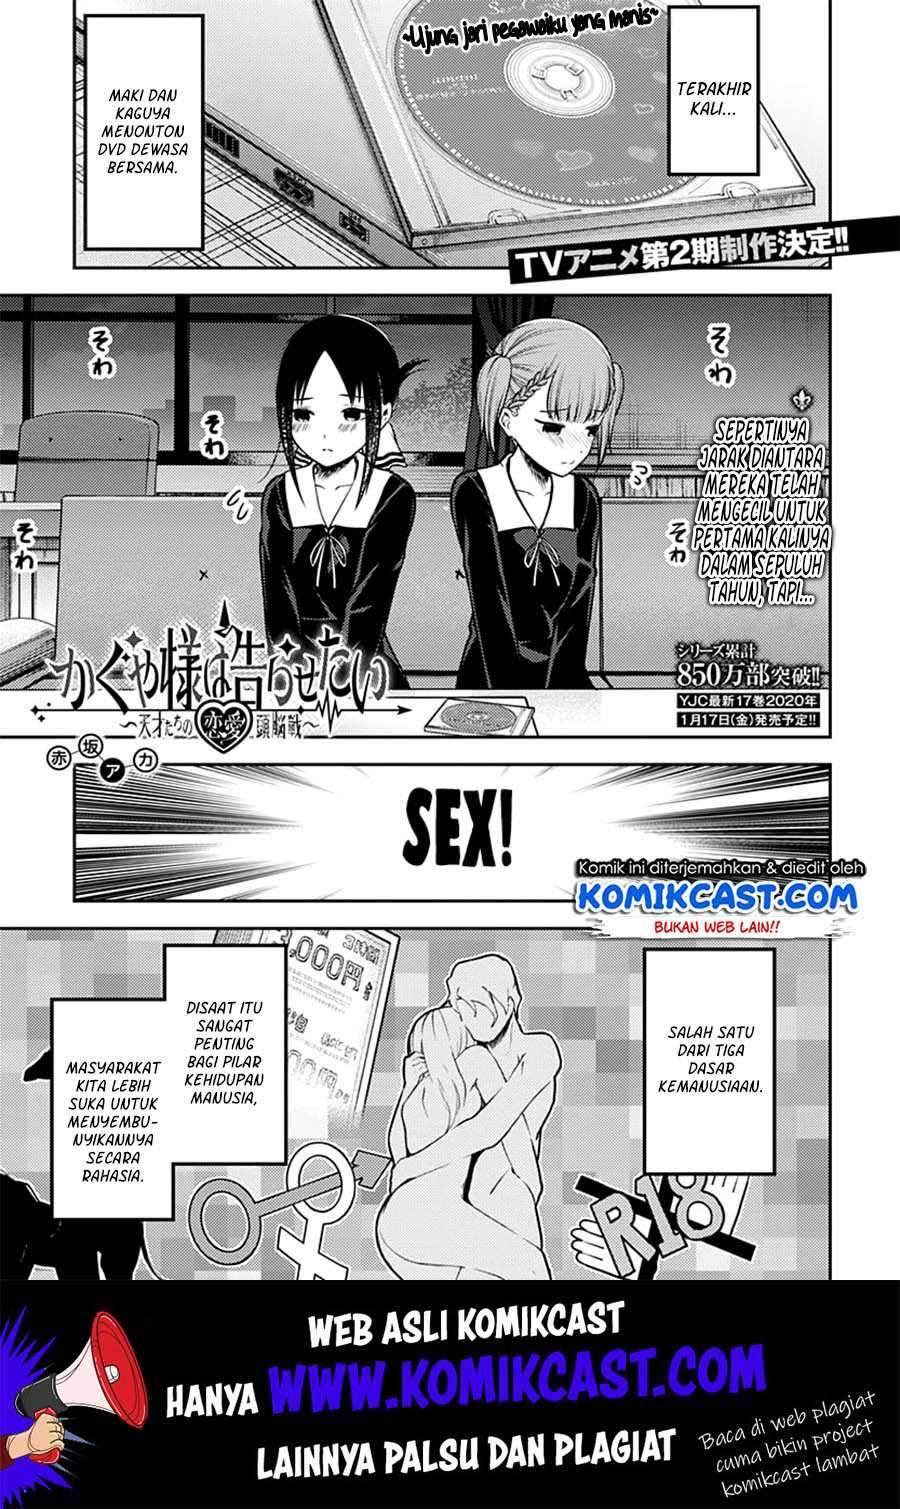 ~Ujung jari pegawaiku yang manis~
TERAKHIR
KALI...
MAKI DAN
KAGUYA
MENONTON
DVD DEWASA
BERSAMA.
TVアニメ第2期制作決定!!
そわ
そわ
そわ
そわ
そわ
SEPERTINYA
JARAK DIANTARA
MEREKA TELAH
MENGECIL UNTUK
PERTAMA KALINYA
DALAM SEPULUH
TAHUN, TAPI...
かぐや様は告らせたい
~天才たちの恋愛頭脳戦~
赤坂アカ
シリーズ累計
850万部突破!!
YJC最新17巻2020年
1月17日(金)発売予定!!
SEX!
Komik ini diterjemahkan & diedit oleh
KOMIKCAST.COM
BUKAN WEB LAIN!!
SALAH SATU
DARI TIGA
DASAR
KEMANUSIAAN.
DISAAT ITU
SANGAT
PENTING
BAGI PILAR
KEHIDUPAN
MANUSIA,
MASYARAKAT
KITA LEBIH
SUKA UNTUK
MENYEMBU-
NYIKANNYA
SECARA
RAHASIA.
R18
WEB ASLI KOMIKCAST
HANYA WWW.KOMIKCAST.COM
LAINNYA PALSU DAN PLAGIAT
Baca di web plagiat
cuma bikin project
komikcast lambat